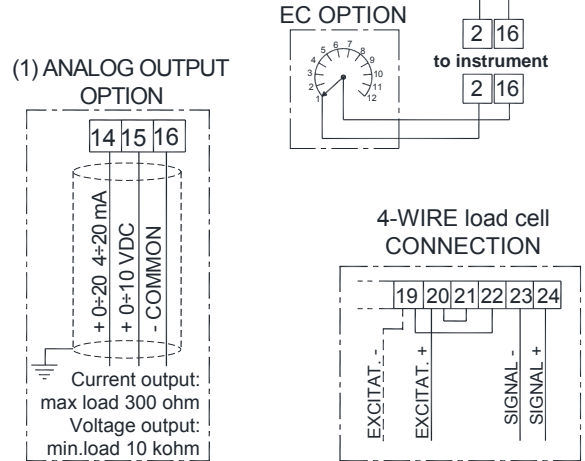 EC OPTION
1
2
3
4
5
6
7
8
9
10
11
12
2 16
to instrument
2 16
(1) ANALOG OUTPUT
OPTION
14 15 16
+ 0÷20 4÷20 mA
+ 0÷10 VDC
- COMMON
Current output:
max load 300 ohm
Voltage output:
min.load 10 kohm
4-WIRE load cell
CONNECTION
19 20 21 22 23 24
EXCITAT. -
EXCITAT. +
SIGNAL -
SIGNAL +